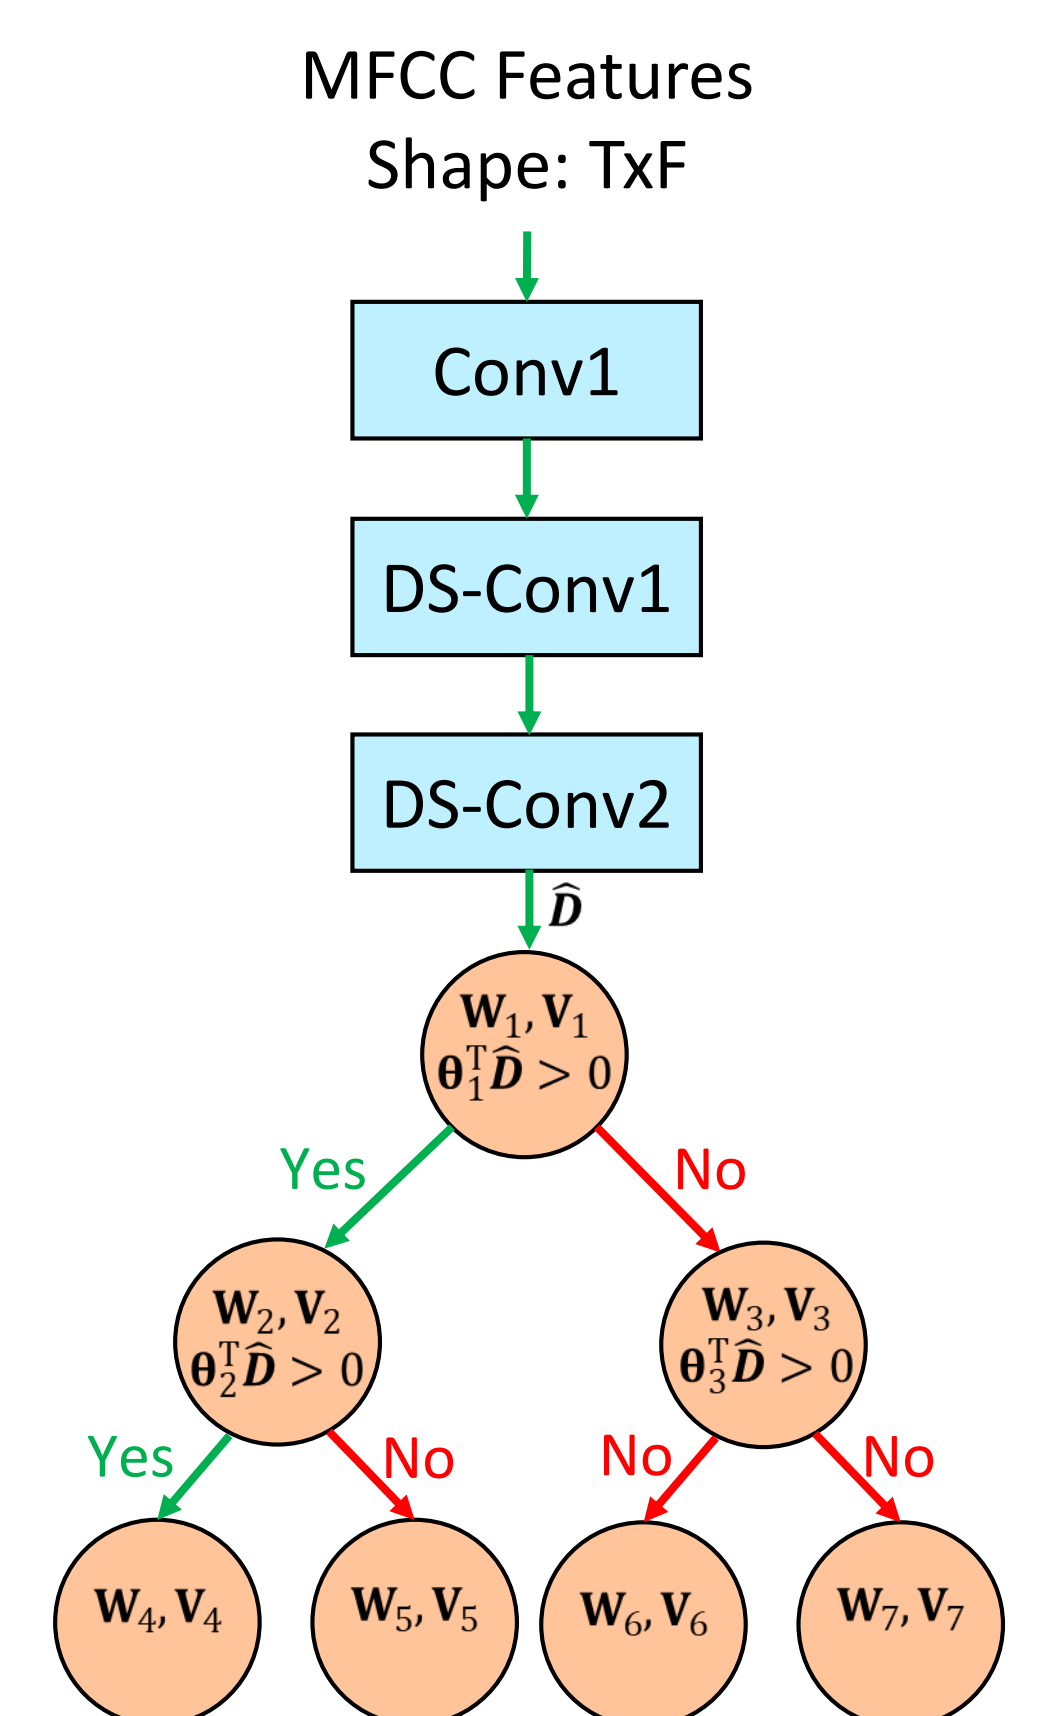 MFCC Features
Shape: TxF
Conv1
DS-Conv1
DS-Conv2
D̂
W₁, V₁
θ₁ᵀD̂ > 0
Yes
No
W₂, V₂
θ₂ᵀD̂ > 0
W₃, V₃
θ₃ᵀD̂ > 0
Yes
No
No
No
W₄, V₄
W₅, V₅
W₆, V₆
W₇, V₇